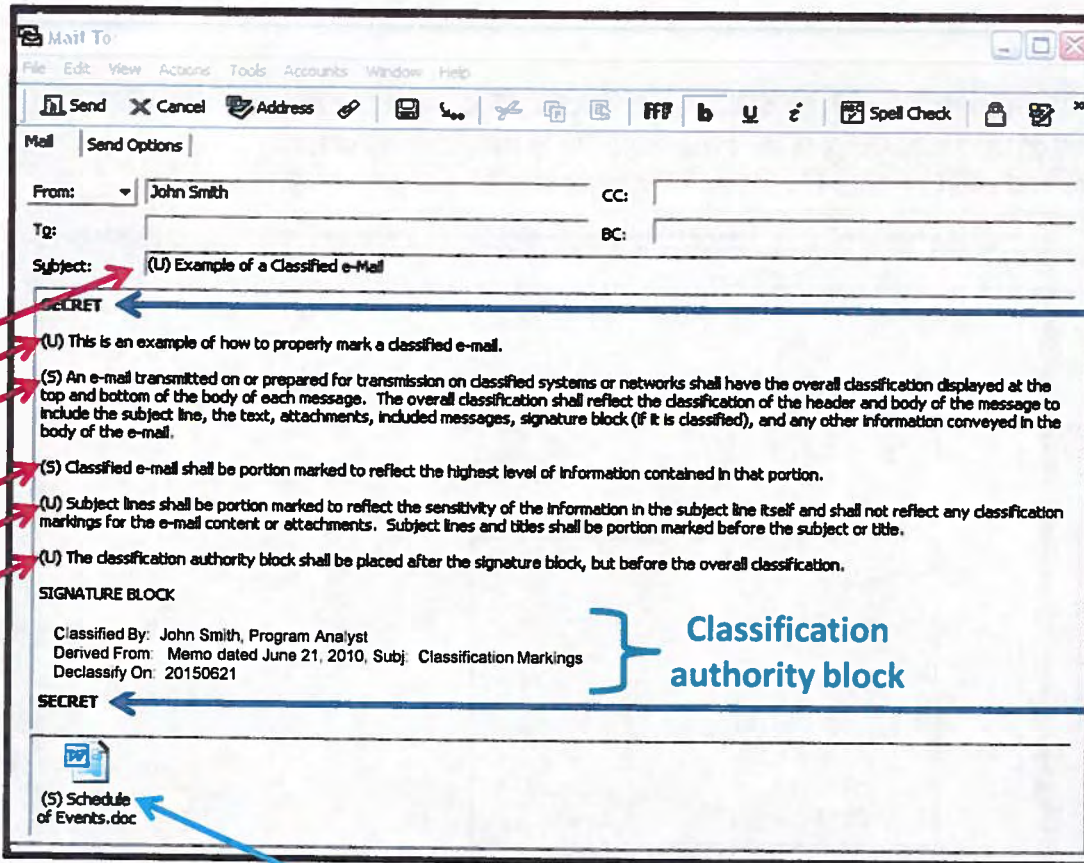 Mail To
File Edit View Actions Tools Accounts Window Help
Send Cancel Address b u i Spell Check »
Mail Send Options
From: John Smith CC:
To: BC:
Subject: (U) Example of a Classified e-Mail
SECRET
(U) This is an example of how to properly mark a classified e-mail.
(S) An e-mail transmitted on or prepared for transmission on classified systems or networks shall have the overall classification displayed at the
top and bottom of the body of each message. The overall classification shall reflect the classification of the header and body of the message to
include the subject line, the text, attachments, included messages, signature block (if it is classified), and any other information conveyed in the
body of the e-mail.
(S) Classified e-mail shall be portion marked to reflect the highest level of information contained in that portion.
(U) Subject lines shall be portion marked to reflect the sensitivity of the information in the subject line itself and shall not reflect any classification
markings for the e-mail content or attachments. Subject lines and titles shall be portion marked before the subject or title.
(U) The classification authority block shall be placed after the signature block, but before the overall classification.
SIGNATURE BLOCK
Classified By: John Smith, Program Analyst
Derived From: Memo dated June 21, 2010, Subj: Classification Markings
Declassify On: 20150621
Classification
authority block
SECRET
(S) Schedule
of Events.doc